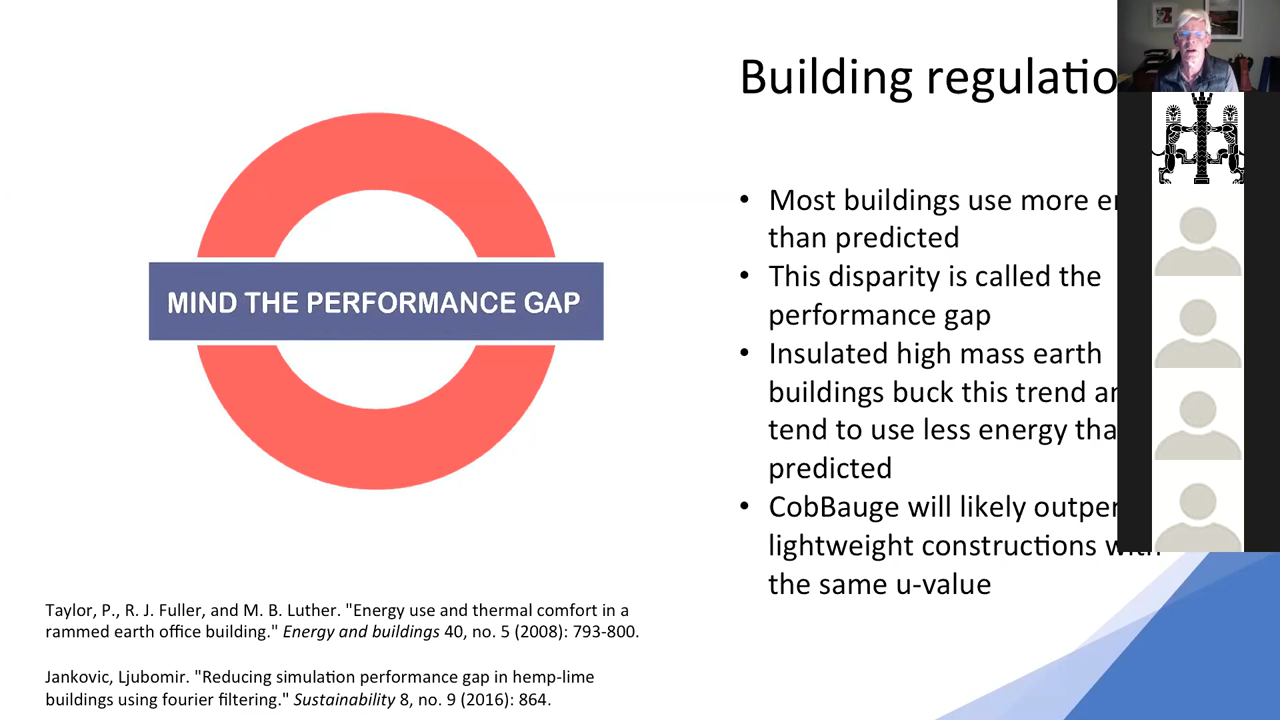 Building regulatio
MIND THE PERFORMANCE GAP
• Most buildings use more
than predicted
• This disparity is called the
performance gap
• Insulated high mass earth
buildings buck this trend
tend to use less energy
predicted
• CobBauge will likely
lightweight constructions with
the same u-value
Taylor, P., R. J. Fuller, and M. B. Luther. "Energy use and thermal comfort in a
rammed earth office building." Energy and buildings 40, no. 5 (2008): 793-800.
Jankovic, Ljubomir. "Reducing simulation performance gap in hemp-lime
buildings using fourier filtering." Sustainability 8, no. 9 (2016): 864.